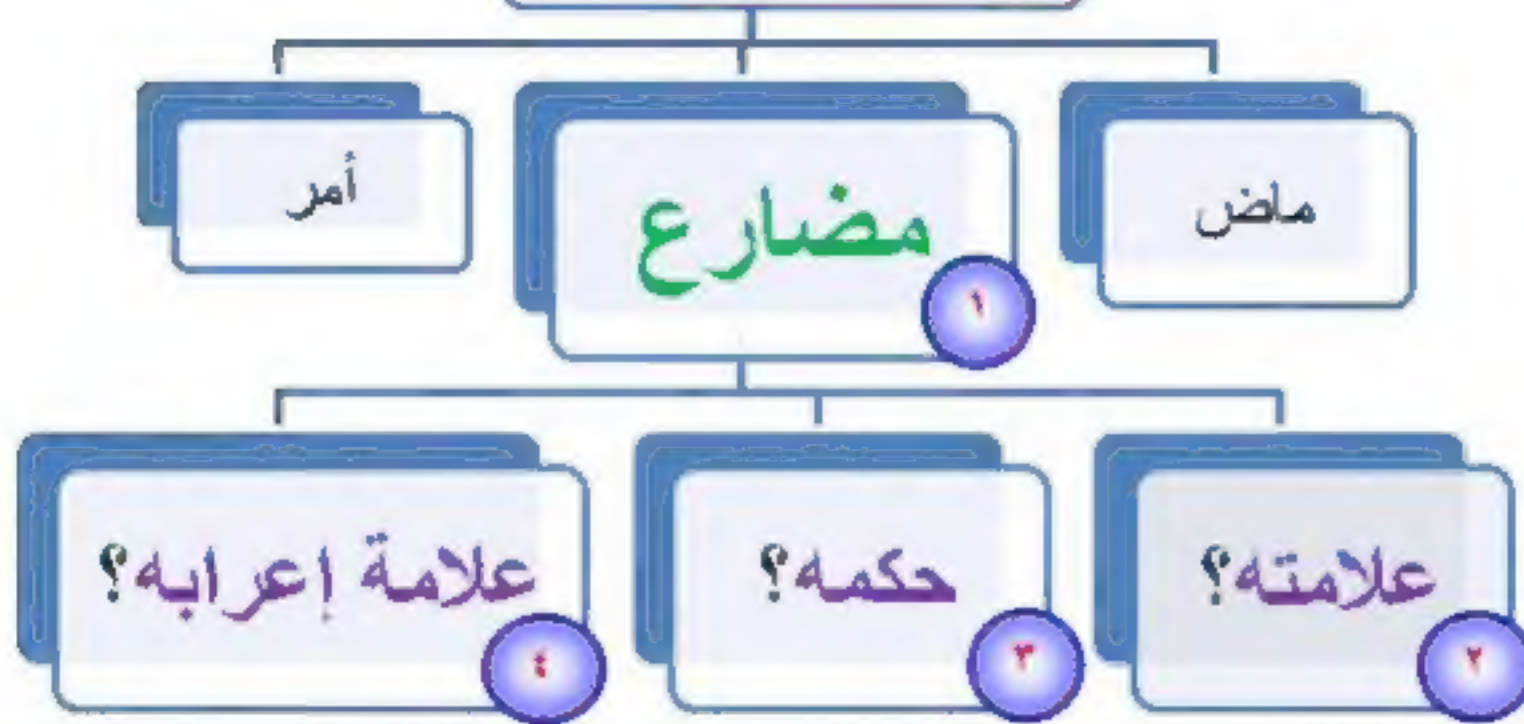 ماض
مضارع
١
أمر
علامته؟
٢
حكمه؟
٣
علامة إعرابه؟
٤